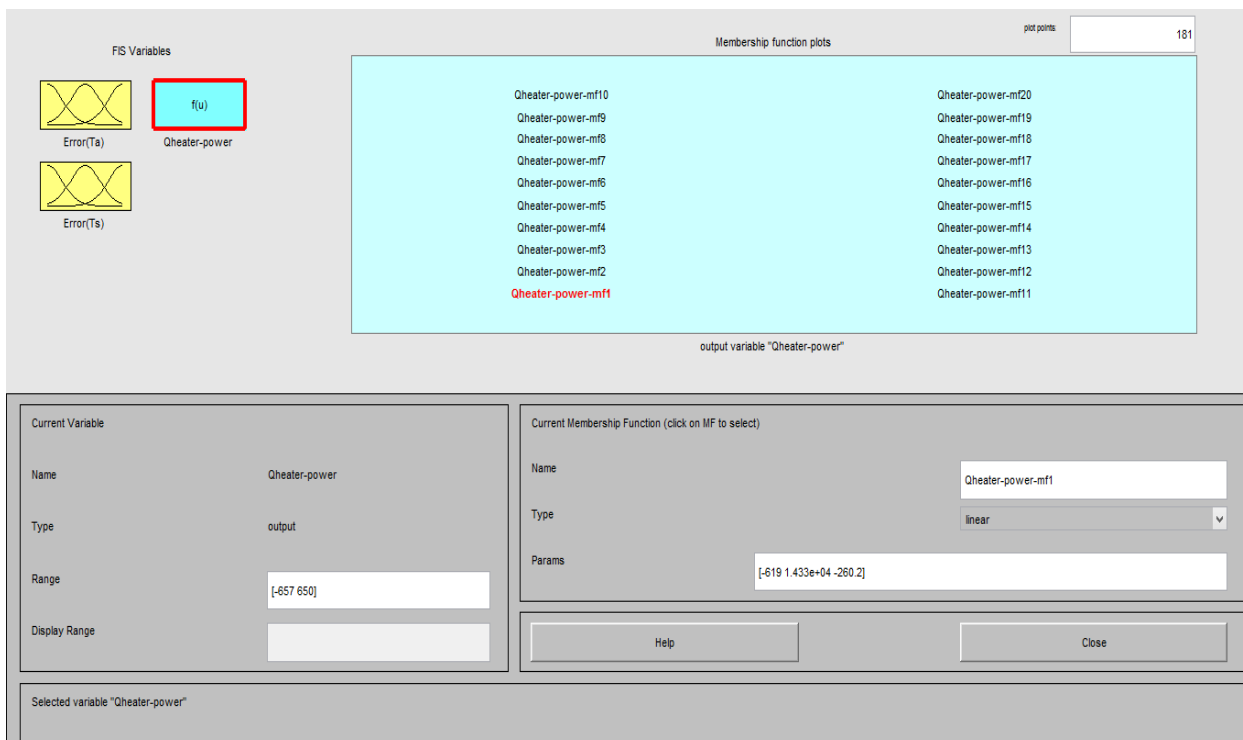 FIS Variables
f(u)
Error(Ta)
Qheater-power
Error(Ts)
Membership function plots
plot points:
181
Qheater-power-mf10
Qheater-power-mf9
Qheater-power-mf8
Qheater-power-mf7
Qheater-power-mf6
Qheater-power-mf5
Qheater-power-mf4
Qheater-power-mf3
Qheater-power-mf2
Qheater-power-mf1
Qheater-power-mf20
Qheater-power-mf19
Qheater-power-mf18
Qheater-power-mf17
Qheater-power-mf16
Qheater-power-mf15
Qheater-power-mf14
Qheater-power-mf13
Qheater-power-mf12
Qheater-power-mf11
output variable "Qheater-power"
Current Variable
Name Qheater-power
Type output
Range [-657 650]
Display Range
Current Membership Function (click on MF to select)
Name Qheater-power-mf1
Type linear
Params [-619 1.433e+04 -260.2]
Help
Close
Selected variable "Qheater-power"